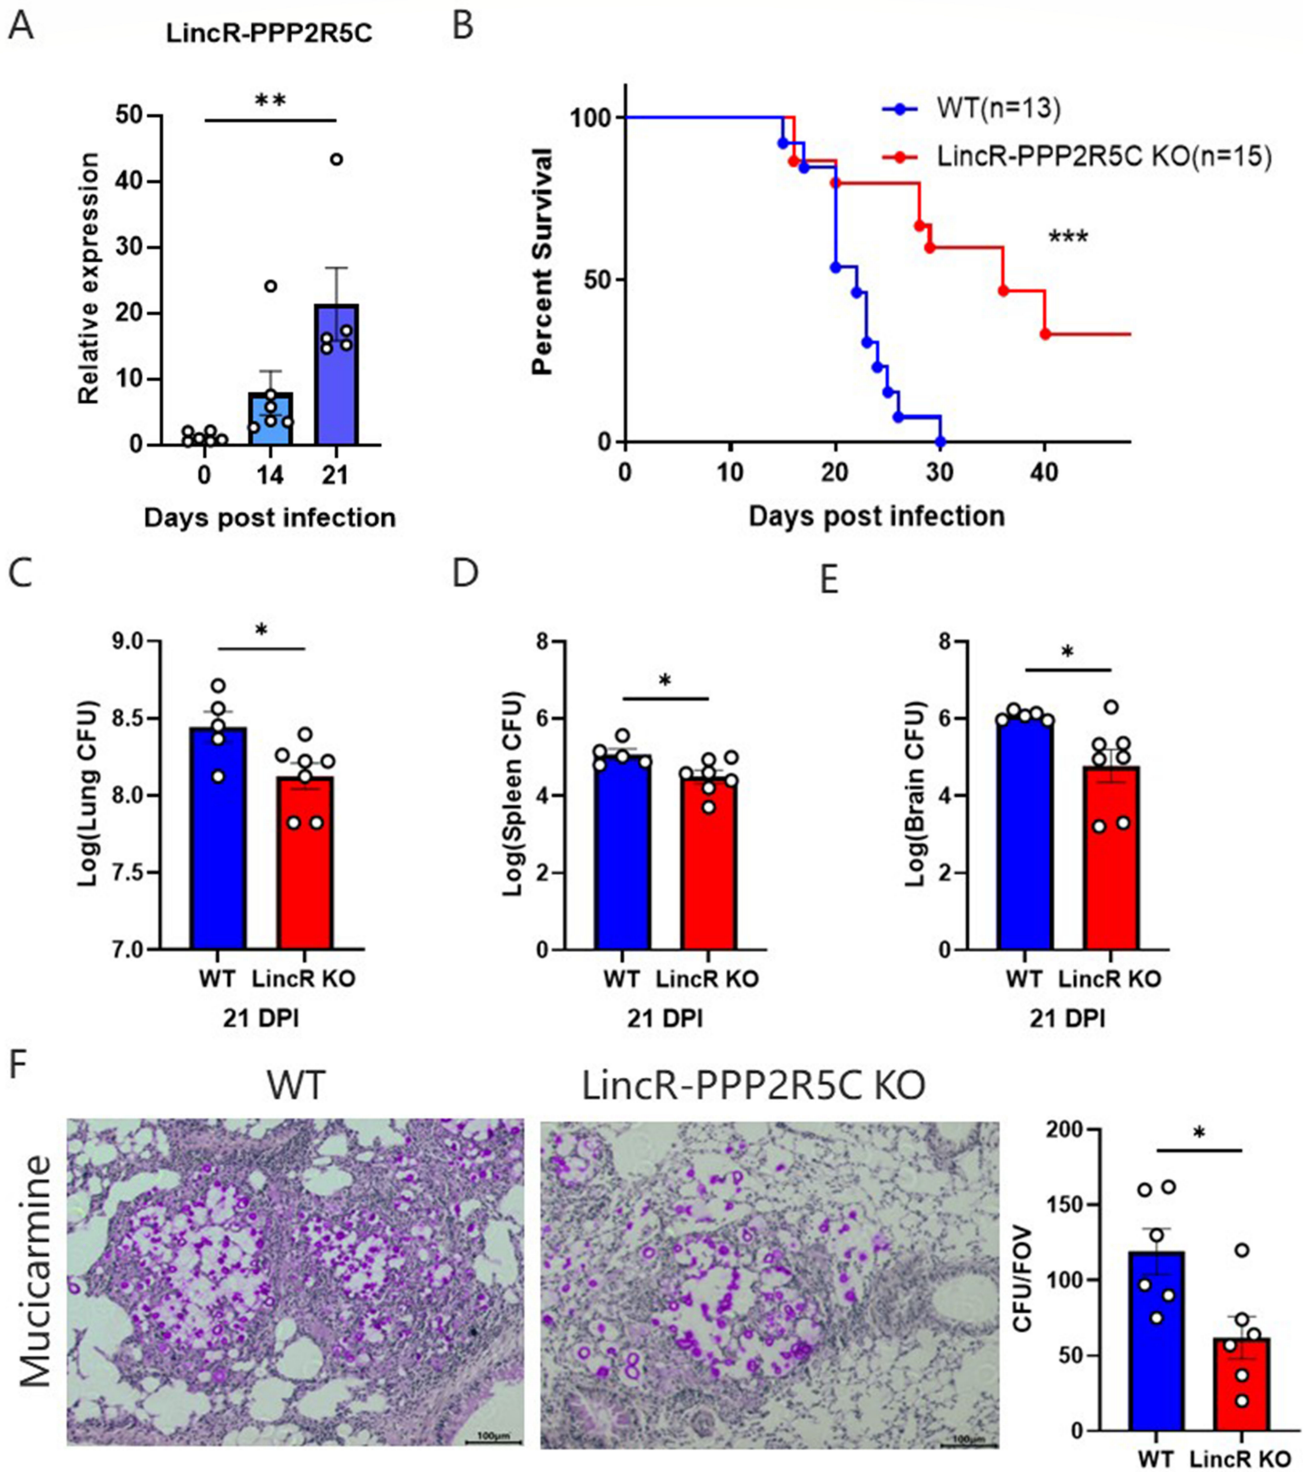 A
LincR-PPP2R5C
**
50
40
30
20
10
0
Relative expression
0 14 21
Days post infection
B
WT(n=13)
LincR-PPP2R5C KO(n=15)
***
100
50
0
Percent Survival
0 10 20 30 40
Days post infection
C
*
9.0
8.5
8.0
7.5
7.0
Log(Lung CFU)
WT LincR KO
21 DPI
D
*
8
6
4
2
0
Log(Spleen CFU)
WT LincR KO
21 DPI
E
*
8
6
4
2
0
Log(Brain CFU)
WT LincR KO
21 DPI
F
WT
LincR-PPP2R5C KO
Mucicarmine
100μm
100μm
*
200
150
100
50
0
CFU/FOV
WT LincR KO